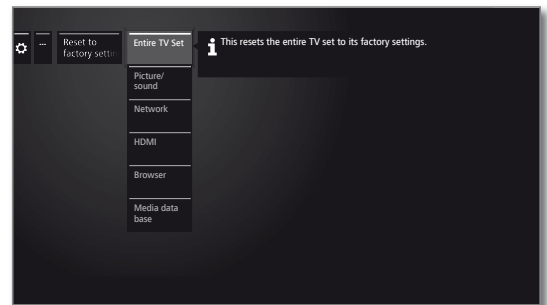 ...
Reset to
factory settin
Entire TV Set
This resets the entire TV set to its factory settings.
Picture/
sound
Network
HDMI
Browser
Media data
base